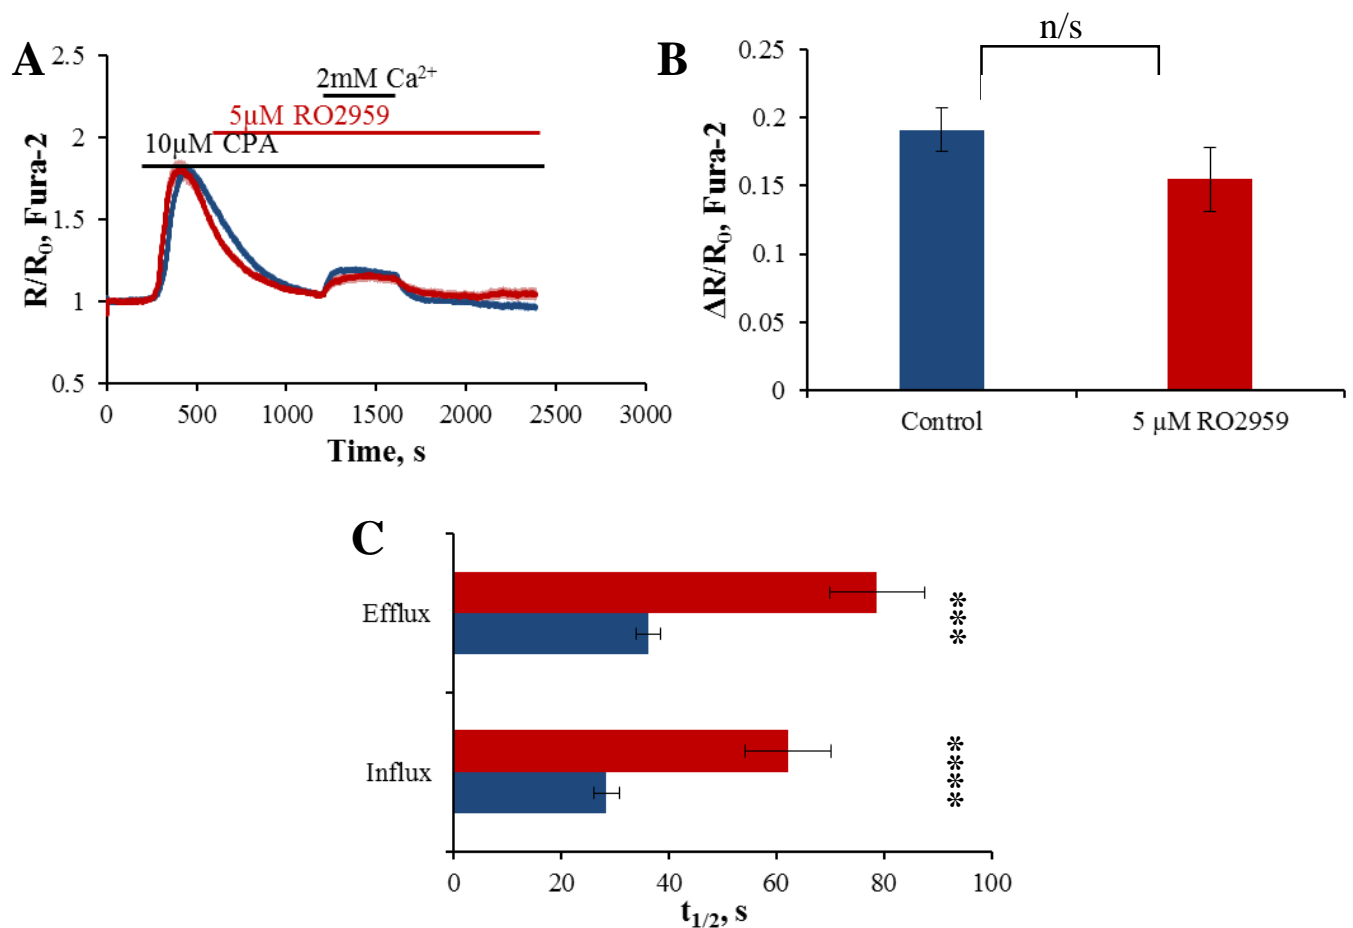 A
2.5
2
1.5
1
0.5
R/R₀, Fura-2
2mM Ca²⁺
5µM RO2959
10µM CPA
0 500 1000 1500 2000 2500 3000
Time, s
B
n/s
0.25
0.2
0.15
0.1
0.05
0
ΔR/R₀, Fura-2
Control 5 µM RO2959
C
Efflux
***
Influx
****
0 20 40 60 80 100
t₁/₂, s